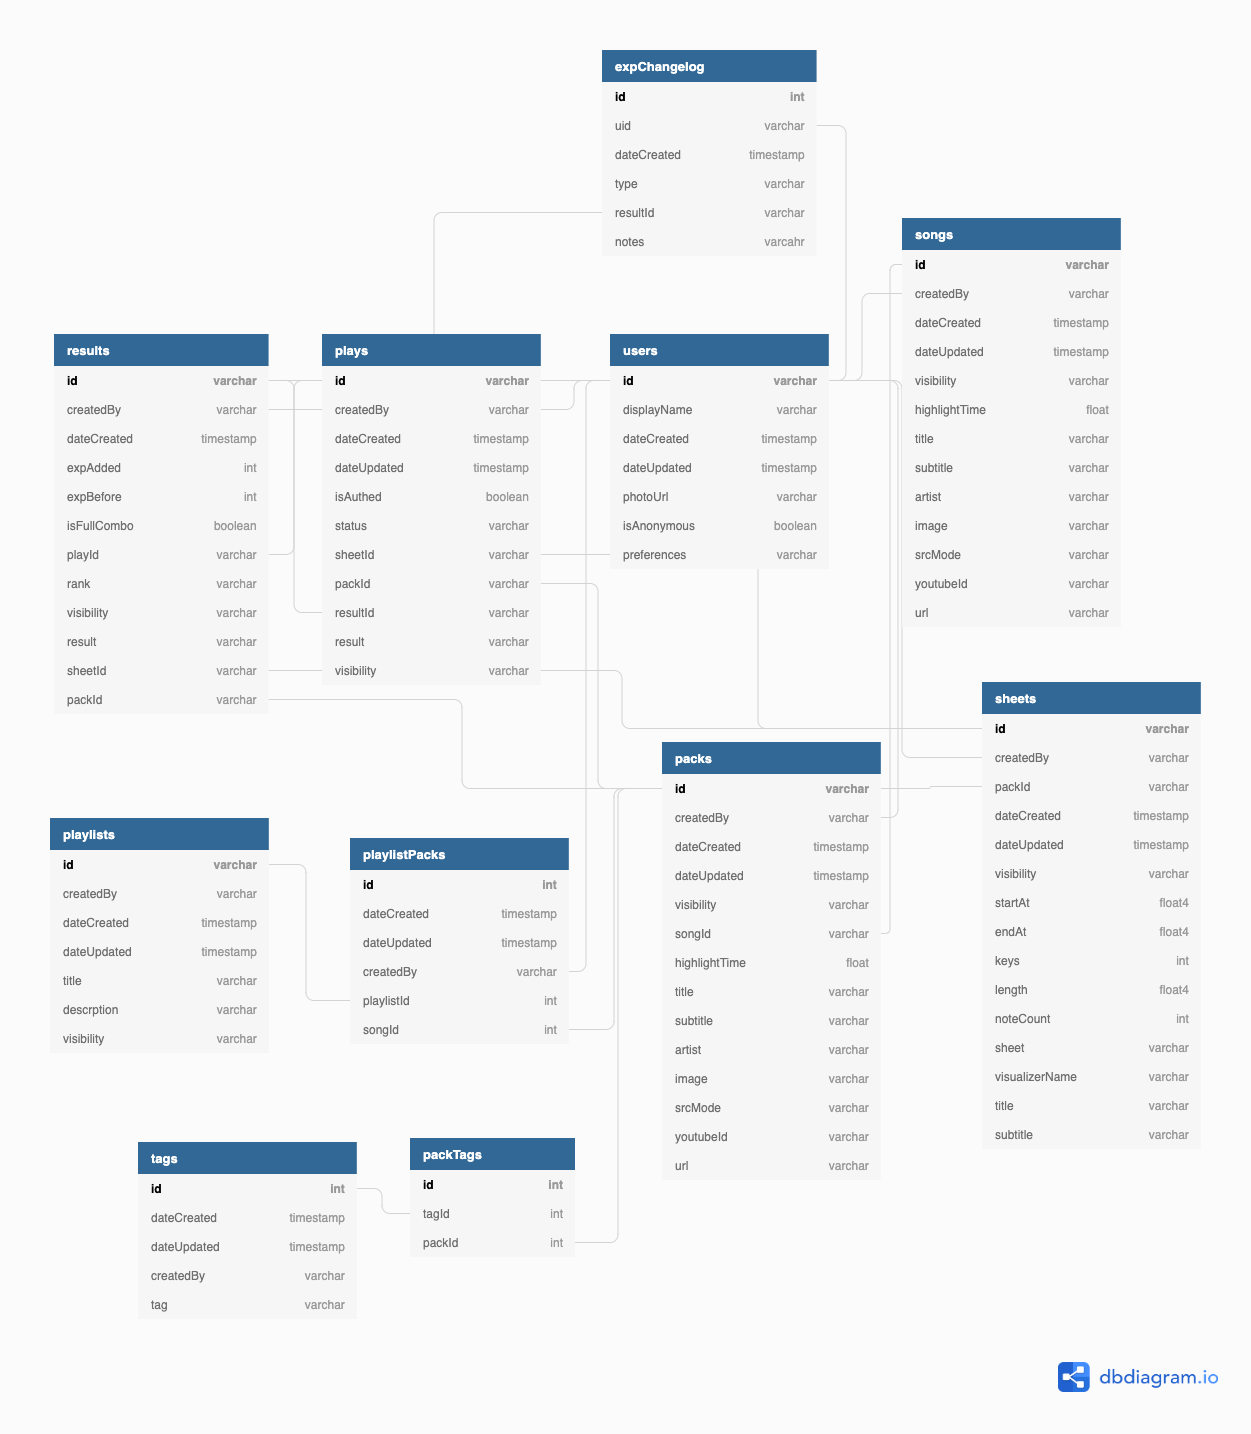 expChangelog
id int
uid varchar
dateCreated timestamp
type varchar
resultId varchar
notes varcahr
songs
id varchar
createdBy varchar
dateCreated timestamp
dateUpdated timestamp
visibility varchar
highlightTime float
title varchar
subtitle varchar
artist varchar
image varchar
srcMode varchar
youtubeId varchar
url varchar
results
id varchar
createdBy varchar
dateCreated timestamp
expAdded int
expBefore int
isFullCombo boolean
playId varchar
rank varchar
visibility varchar
result varchar
sheetId varchar
packId varchar
plays
id varchar
createdBy varchar
dateCreated timestamp
dateUpdated timestamp
isAuthed boolean
status varchar
sheetId varchar
packId varchar
resultId varchar
result varchar
visibility varchar
users
id varchar
displayName varchar
dateCreated timestamp
dateUpdated timestamp
photoUrl varchar
isAnonymous boolean
preferences varchar
sheets
id varchar
createdBy varchar
packId varchar
dateCreated timestamp
dateUpdated timestamp
visibility varchar
startAt float4
endAt float4
keys int
length float4
noteCount int
sheet varchar
visualizerName varchar
title varchar
subtitle varchar
packs
id varchar
createdBy varchar
dateCreated timestamp
dateUpdated timestamp
visibility varchar
songId varchar
highlightTime float
title varchar
subtitle varchar
artist varchar
image varchar
srcMode varchar
youtubeId varchar
url varchar
playlists
id varchar
createdBy varchar
dateCreated timestamp
dateUpdated timestamp
title varchar
descrption varchar
visibility varchar
playlistPacks
id int
dateCreated timestamp
dateUpdated timestamp
createdBy varchar
playlistId int
songId int
tags
id int
dateCreated timestamp
dateUpdated timestamp
createdBy varchar
tag varchar
packTags
id int
tagId int
packId int
dbdiagram.io